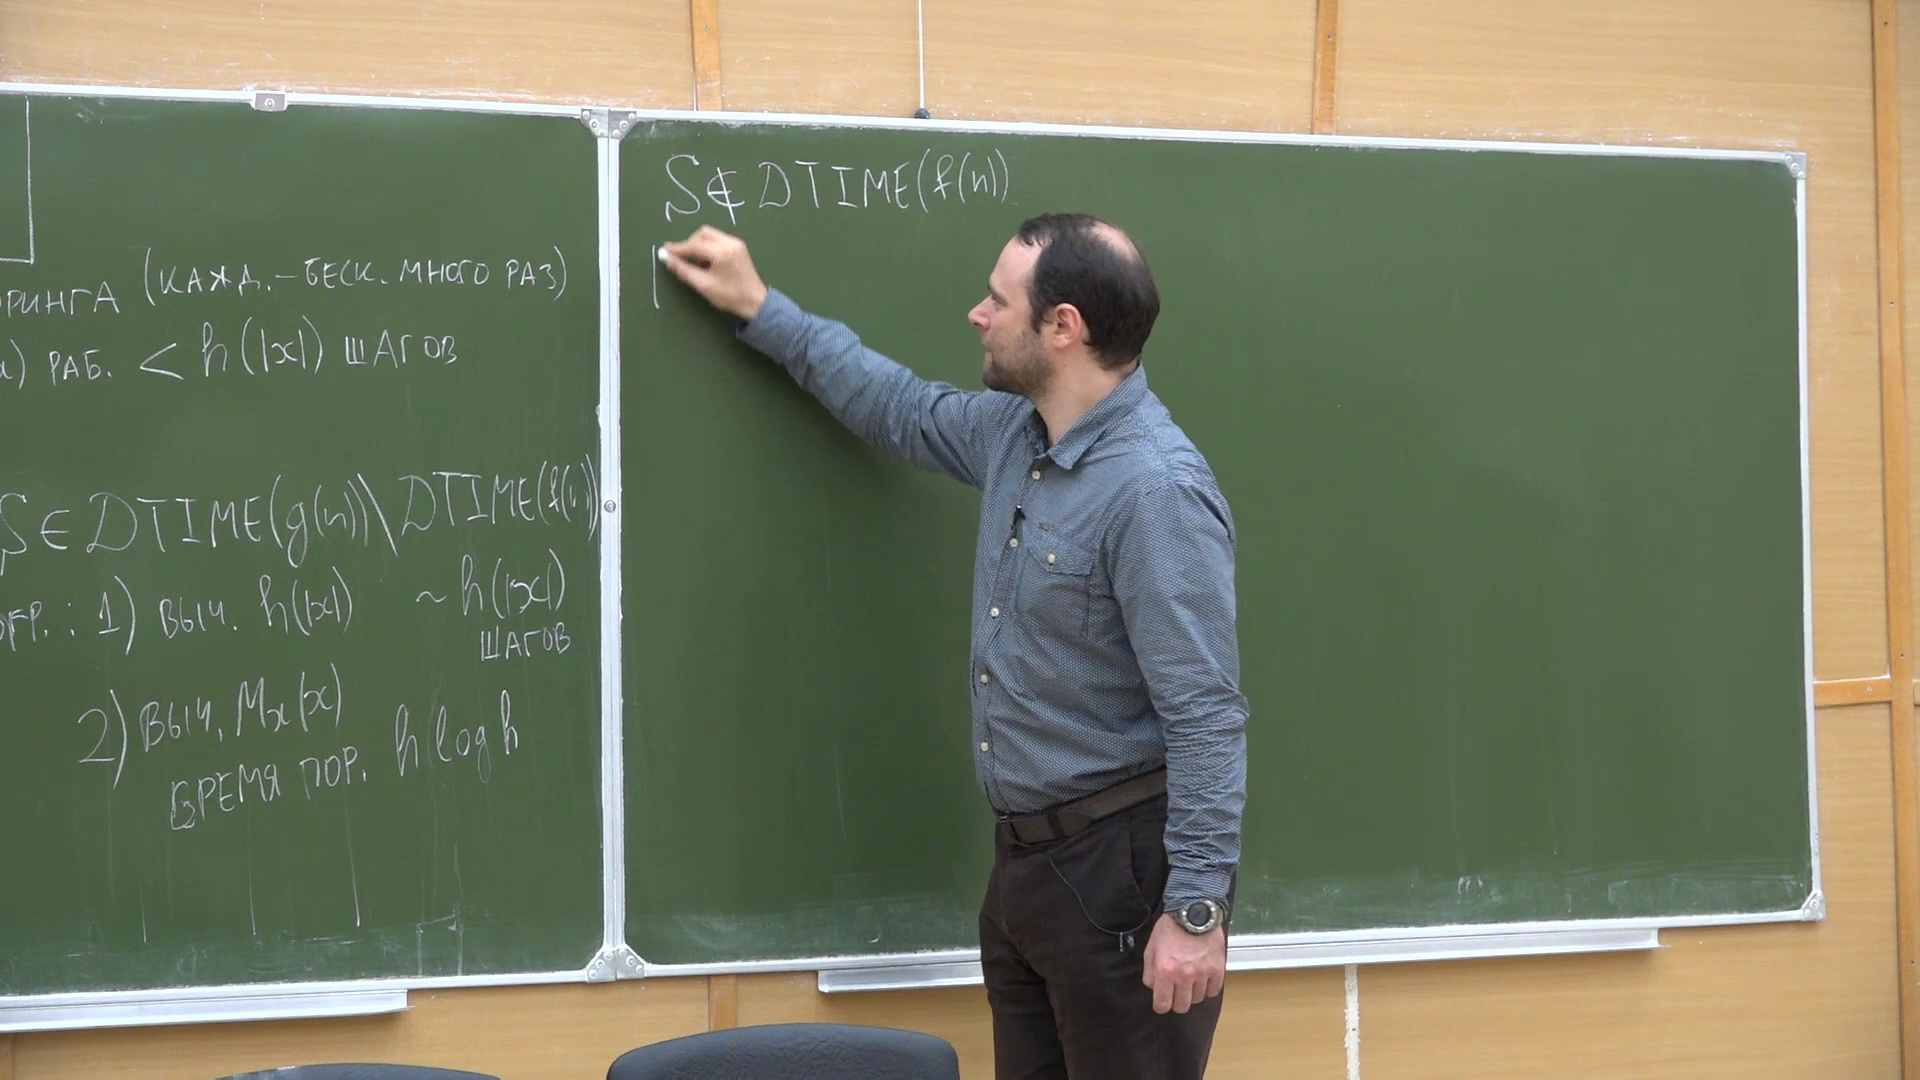 РИНГА (КАЖД.–БЕСК. МНОГО РАЗ)
) РАБ. < h(|x|) ШАГОВ
S∈DTIME(g(n))\DTIME(f(n))
: 1) ВЫЧ. h(|x|) ~ h(|x|)
ШАГОВ
2) ВЫЧ. Mx(x)
ВРЕМЯ ПОР. h log h
S∉DTIME(f(n))